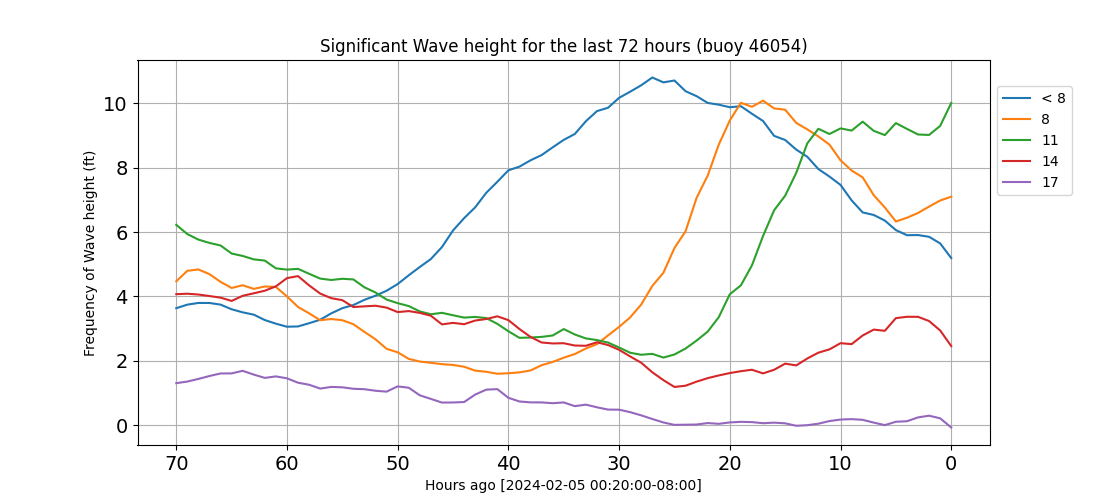 Significant Wave height for the last 72 hours (buoy 46054)
Frequency of Wave height (ft)
10
8
6
4
2
0
70 60 50 40 30 20 10 0
Hours ago [2024-02-05 00:20:00-08:00]
< 8
8
11
14
17